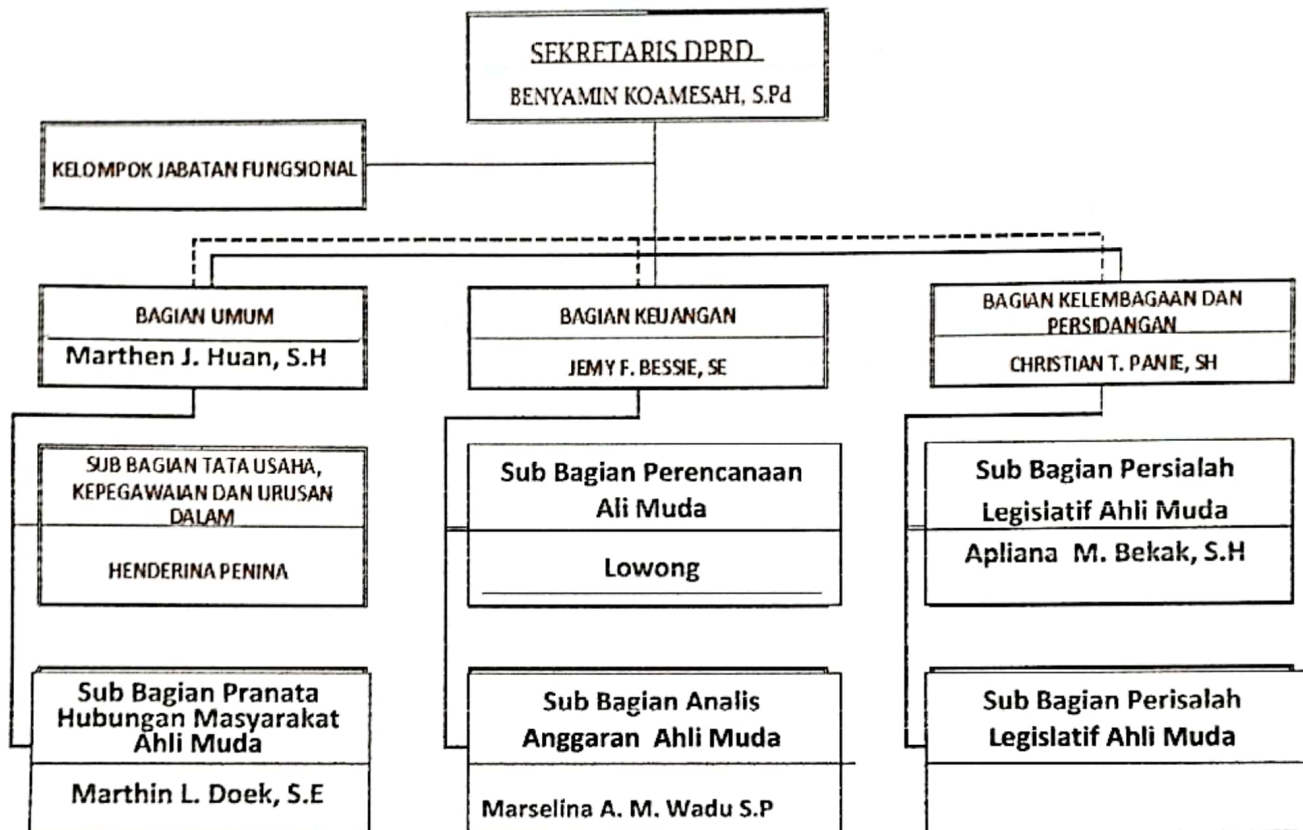 SEKRETARIS DPRD
BENYAMIN KOAMESAH, S.Pd
KELOMPOK JABATAN FUNGSIONAL
BAGIAN UMUM
Marthen J. Huan, S.H
BAGIAN KEUANGAN
JEMY F. BESSIE, SE
BAGIAN KELEMBAGAAN DAN
PERSIDANGAN
CHRISTIAN T. PANIE, SH
SUB BAGIAN TATA USAHA,
KEPEGAWAIAN DAN URUSAN
DALAM
HENDERINA PENINA
Sub Bagian Perencanaan
Ali Muda
Lowong
Sub Bagian Persialah
Legisiatif Ahli Muda
Apliana M. Bekak, S.H
Sub Bagian Pranata
Hubungan Masyarakat
Ahli Muda
Marthin L. Doek, S.E
Sub Bagian Analis
Anggaran Ahli Muda
Marselina A. M. Wadu S.P
Sub Bagian Perisalah
Legislatif Ahli Muda